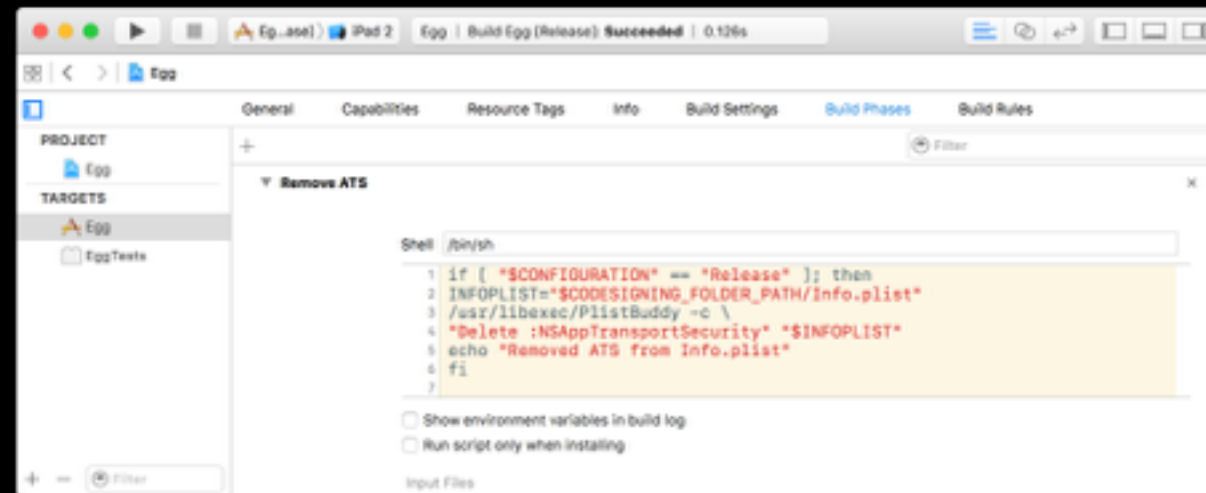 Eg...ase) iPad 2 Egg | Build Egg (Release): Succeeded | 0.126s
Egg
General Capabilities Resource Tags Info Build Settings Build Phases Build Rules
PROJECT
Filter
Egg
Remove ATS
TARGETS
Egg
Shell /bin/sh
EggTests
1 if [ "$CONFIGURATION" == "Release" ]; then
2 INFOPLIST="$CODESIGNING_FOLDER_PATH/Info.plist"
3 /usr/libexec/PlistBuddy -c \
4 "Delete :NSAppTransportSecurity" "$INFOPLIST"
5 echo "Removed ATS from Info.plist"
6 fi
7
Show environment variables in build log
Run script only when installing
Filter
Input Files